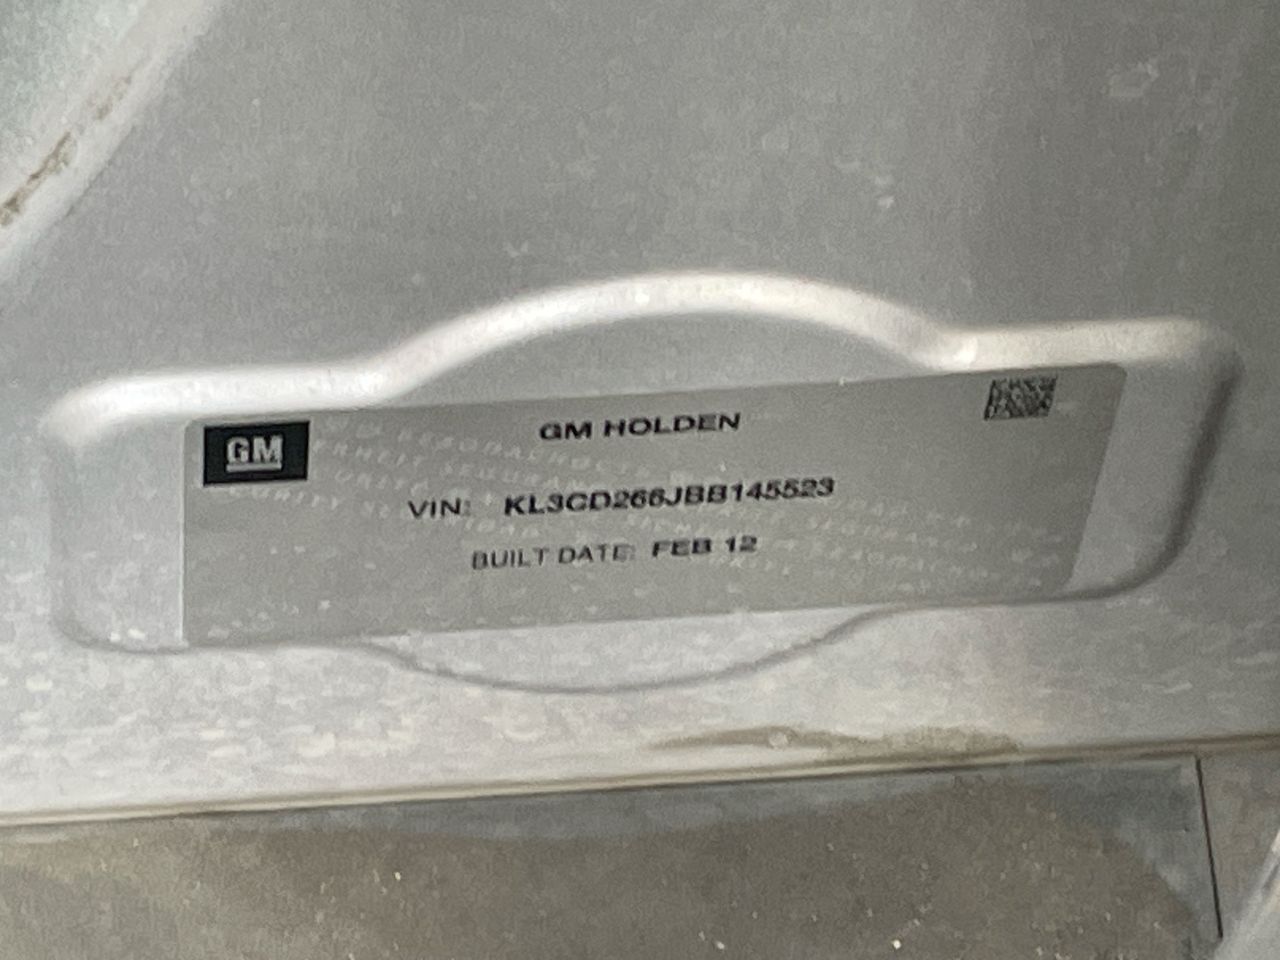 GM
GM HOLDEN
VIN: KL3CD266JBB145523
BUILT DATE: FEB 12